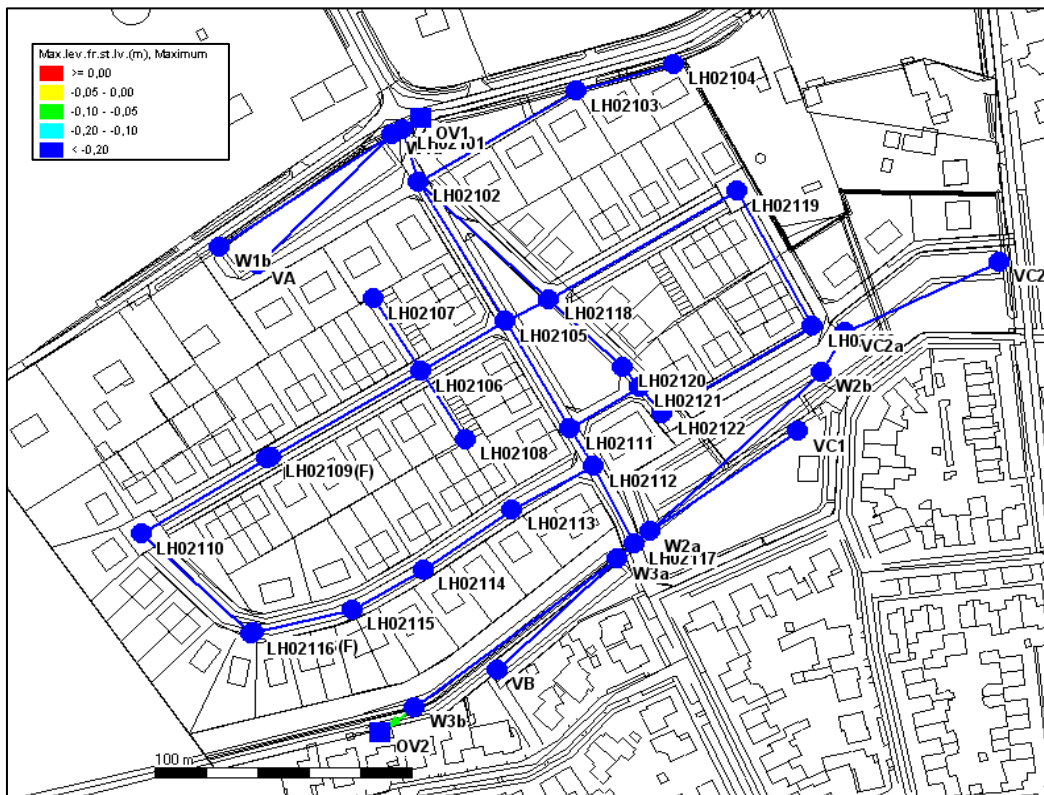 Max.lev.fr.st.lv.(m), Maximum
>= 0,00
-0,05 - 0,00
-0,10 - -0,05
-0,20 - -0,10
< -0,20
LH02104
LH02103
OV1
LH02101
LH02102
LH02119
W1b
VA
VC2
LH02107
LH02118
LH02105
VC2a
LH02106
LH02120
W2b
LH02121
LH02122
LH02111
VC1
LH02108
LH02109(F)
LH02112
LH02113
LH02110
W2a
LH02117
W3a
LH02114
LH02115
LH02116(F)
VB
W3b
OV2
100 m